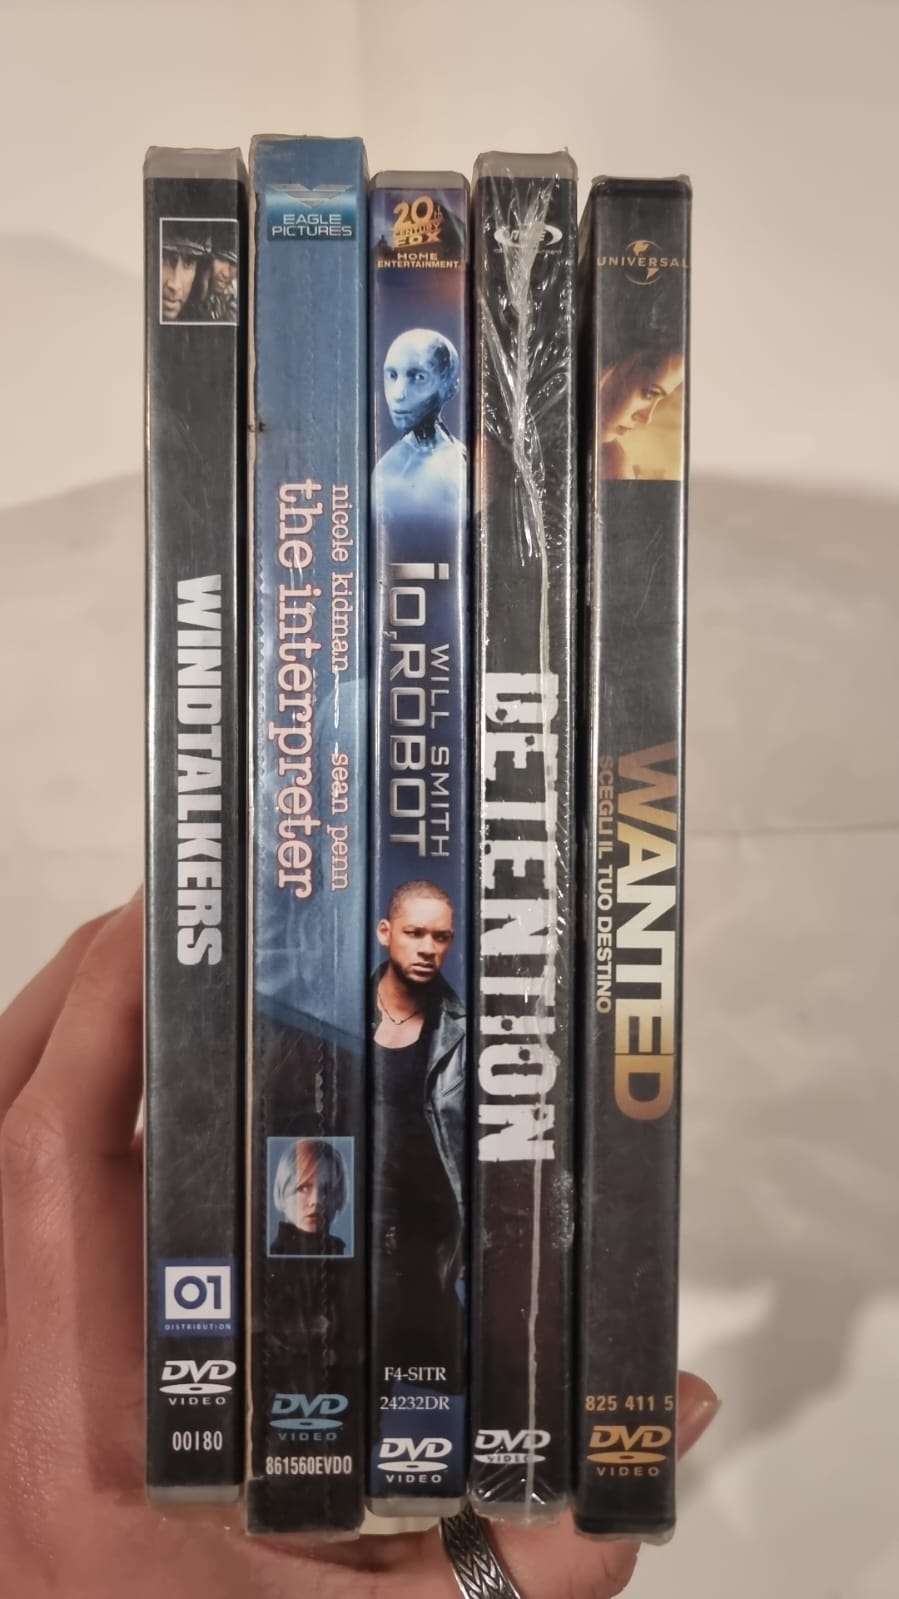 WINDTALKERS
01
DISTRIBUTION
DVD
VIDEO
00180
EAGLE
PICTURES
nicole kidman sean penn
the interpreter
DVD
VIDEO
861560EVDO
20th
CENTURY
FOX
HOME
ENTERTAINMENT
WILL SMITH
io, ROBOT
F4-SITR
24232DR
DVD
VIDEO
DETENTION
DVD
VIDEO
UNIVERSAL
WANTED
SCEGLI IL TUO DESTINO
825 411 5
DVD
VIDEO